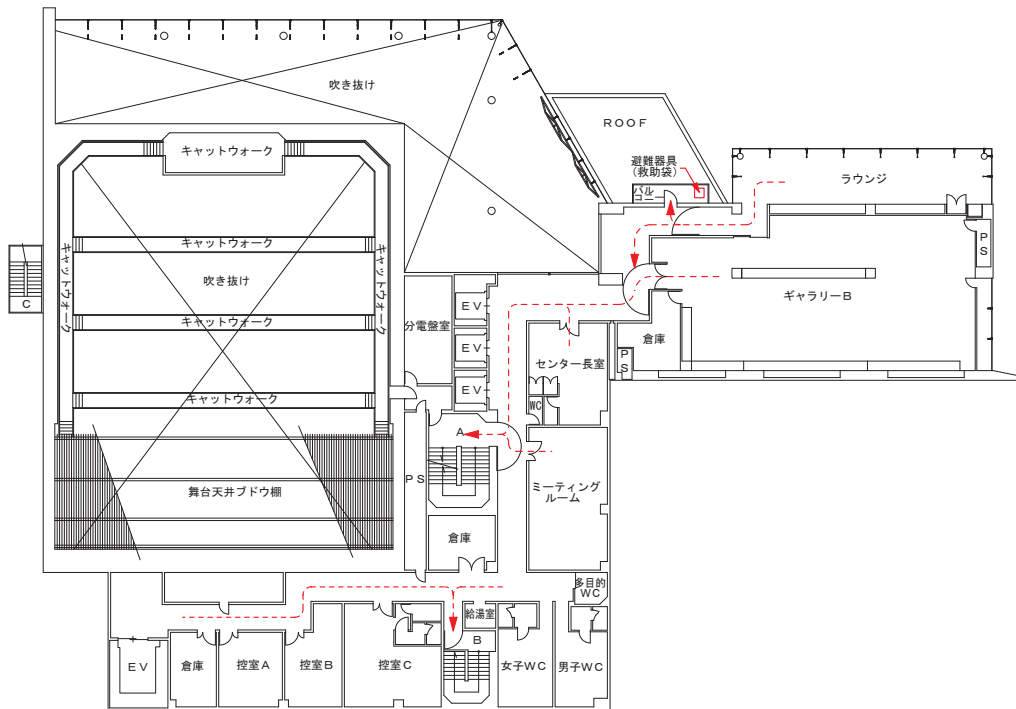 吹き抜け
ROOF
避難器具
(救助袋)
バル
コニー
ラウンジ
キャットウォーク
キャットウォーク
キャットウォーク
キャットウォーク
吹き抜け
キャットウォーク
キャットウォーク
舞台天井ブドウ棚
C
分電盤室
EV
EV
EV
PS
ギャラリーB
倉庫
PS
センター長室
WC
A
PS
ミーティング
ルーム
倉庫
多目的
WC
給湯室
B
EV
倉庫
控室A
控室B
控室C
女子WC
男子WC